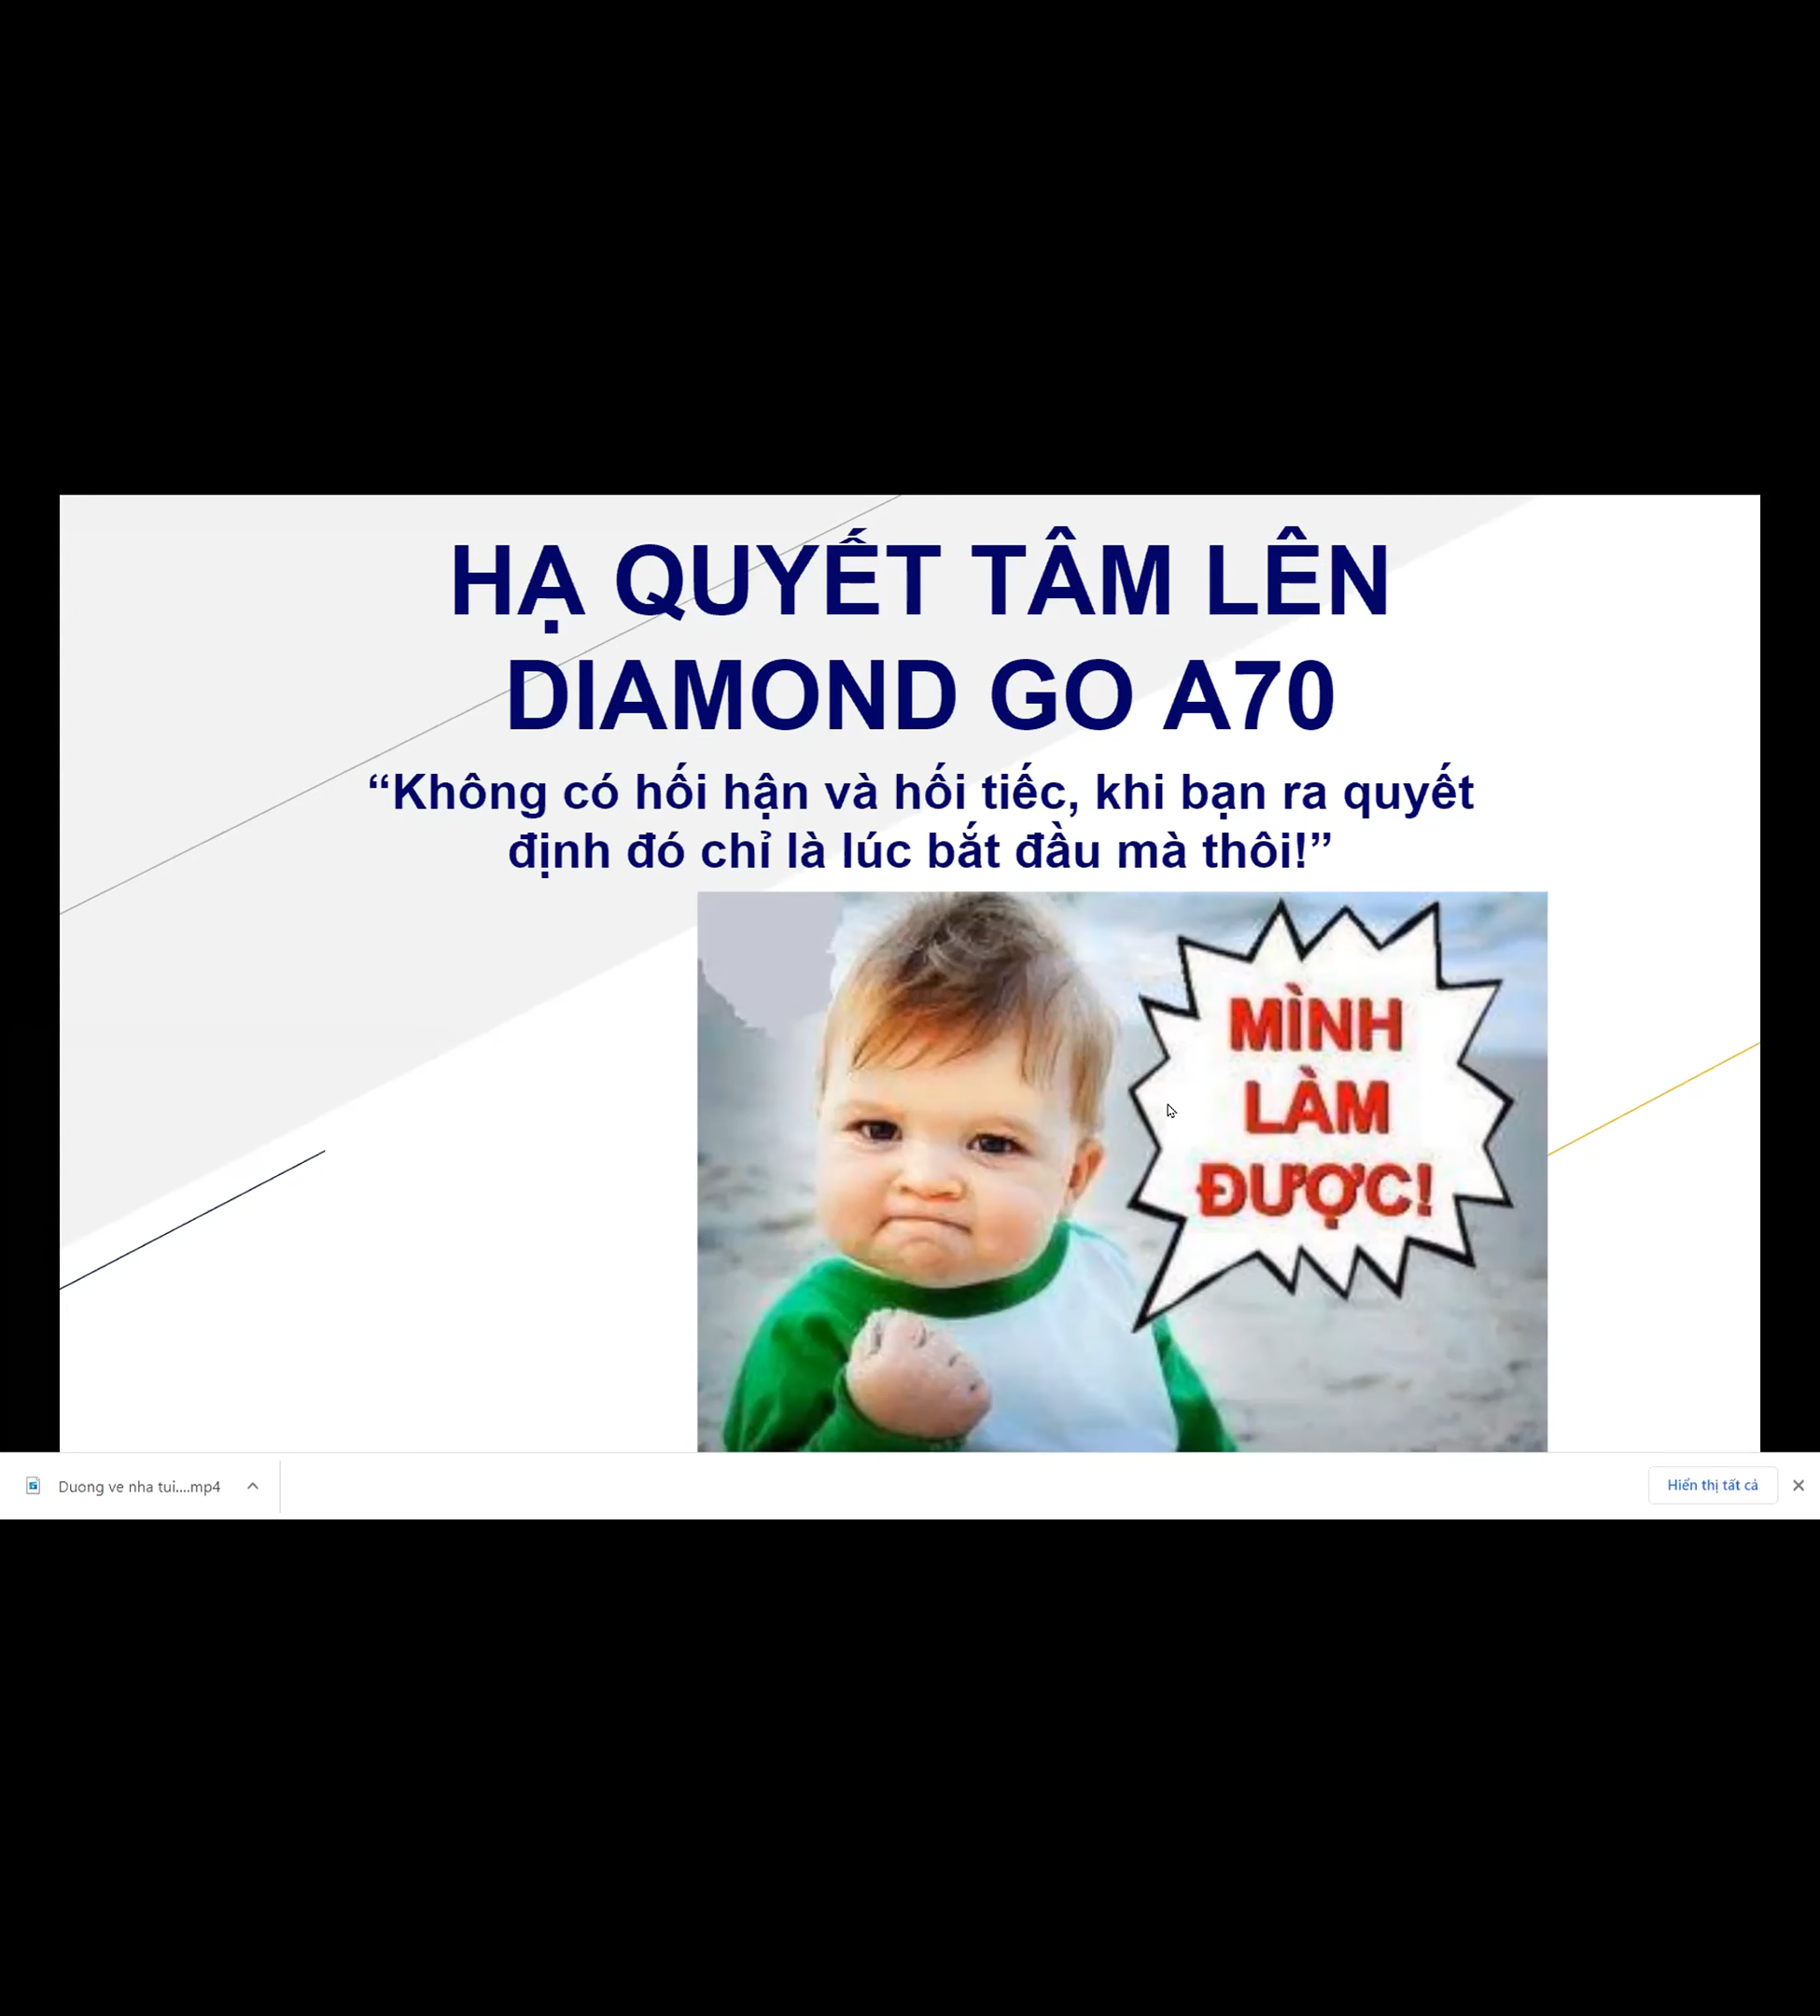 HẠ QUYẾT TÂM LÊN
DIAMOND GO A70
“Không có hối hận và hối tiếc, khi bạn ra quyết
định đó chỉ là lúc bắt đầu mà thôi!”
MÌNH
LÀM
ĐƯỢC!
Duong ve nha tui....mp4
Hiển thị tất cả